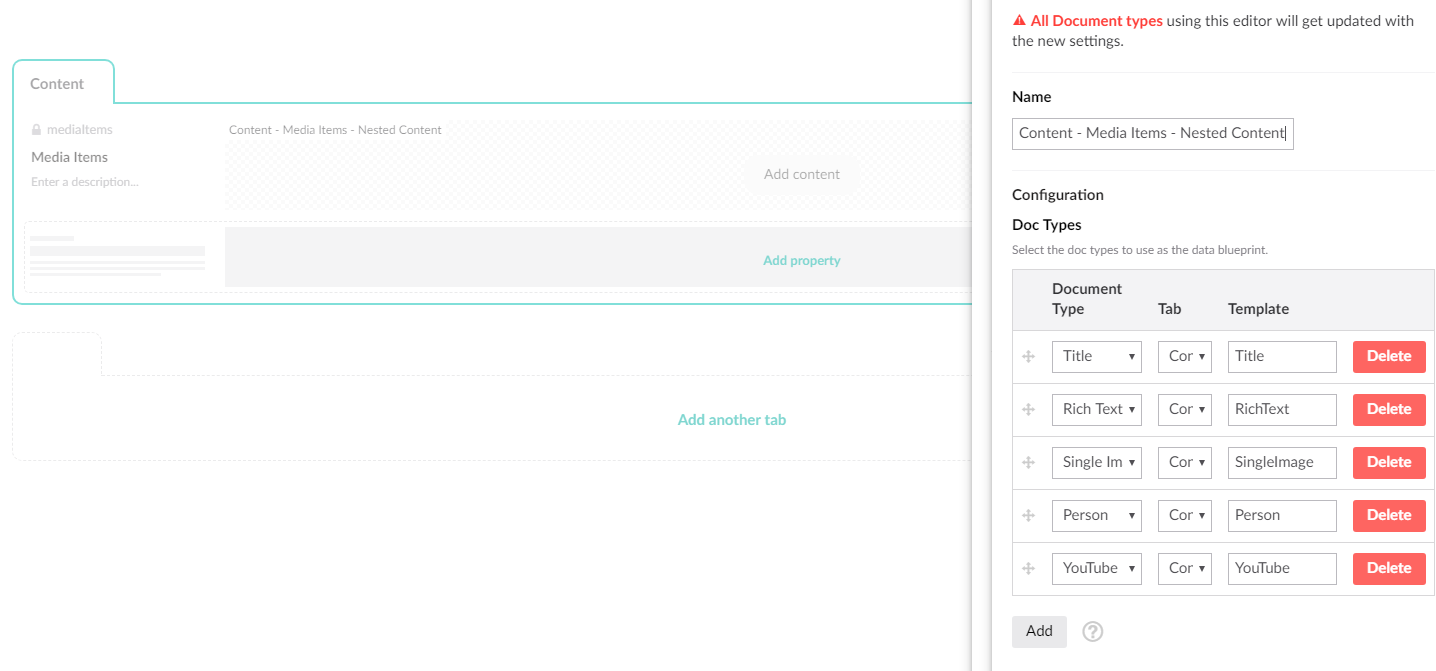 Content
mediaItems
Media Items
Enter a description...
Content - Media Items - Nested Content
Add content
Add property
Add another tab
All Document types using this editor will get updated with
the new settings.
Name
Content - Media Items - Nested Content
Configuration
Doc Types
Select the doc types to use as the data blueprint.
Document
Type Tab Template
Title Cor Title Delete
Rich Text Cor RichText Delete
Single Im Cor SingleImage Delete
Person Cor Person Delete
YouTube Cor YouTube Delete
Add ?